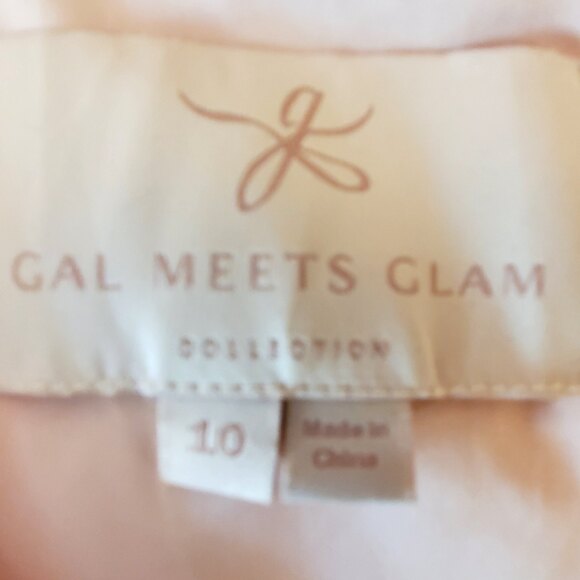 g
GAL MEETS GLAM
COLLECTION
10
Made in
China